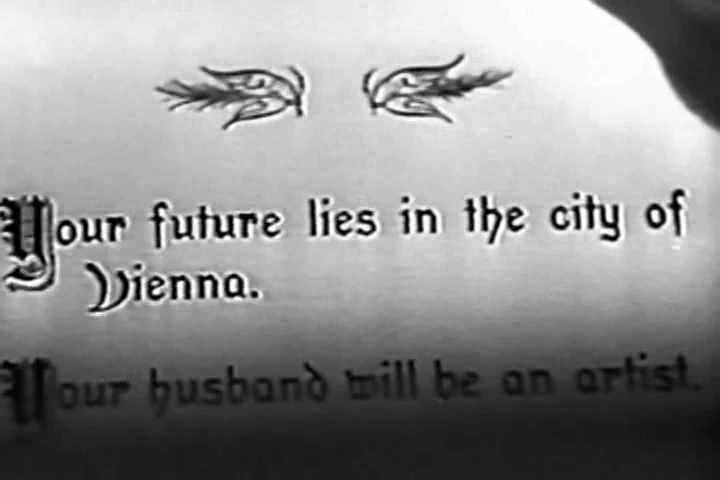 Your future lies in the city of
Vienna.
Your husband will be an artist.